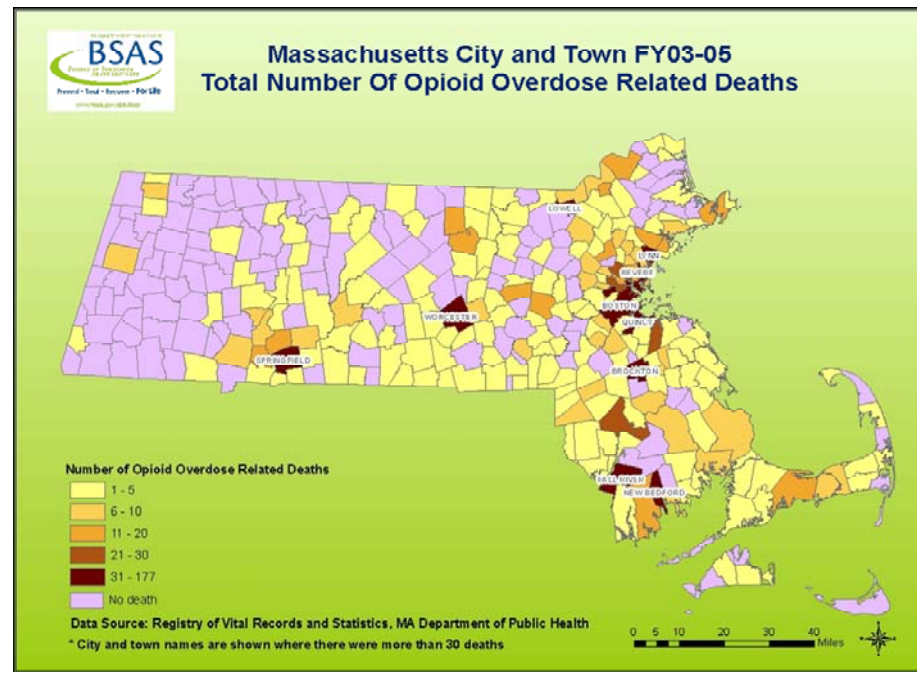 BSAS
Massachusetts City and Town FY03-05
Total Number Of Opioid Overdose Related Deaths
Prevent - Treat - Recover - For Life
LOWELL
LYNN
REVERE
BOSTON
WORCESTER
QUINCY
SPRINGFIELD
BROCKTON
FALL RIVER
NEW BEDFORD
Number of Opioid Overdose Related Deaths
1 - 5
6 - 10
11 - 20
21 - 30
31 - 177
No death
Data Source: Registry of Vital Records and Statistics, MA Department of Public Health
* City and town names are shown where there were more than 30 deaths
0 5 10 20 30 40
Miles